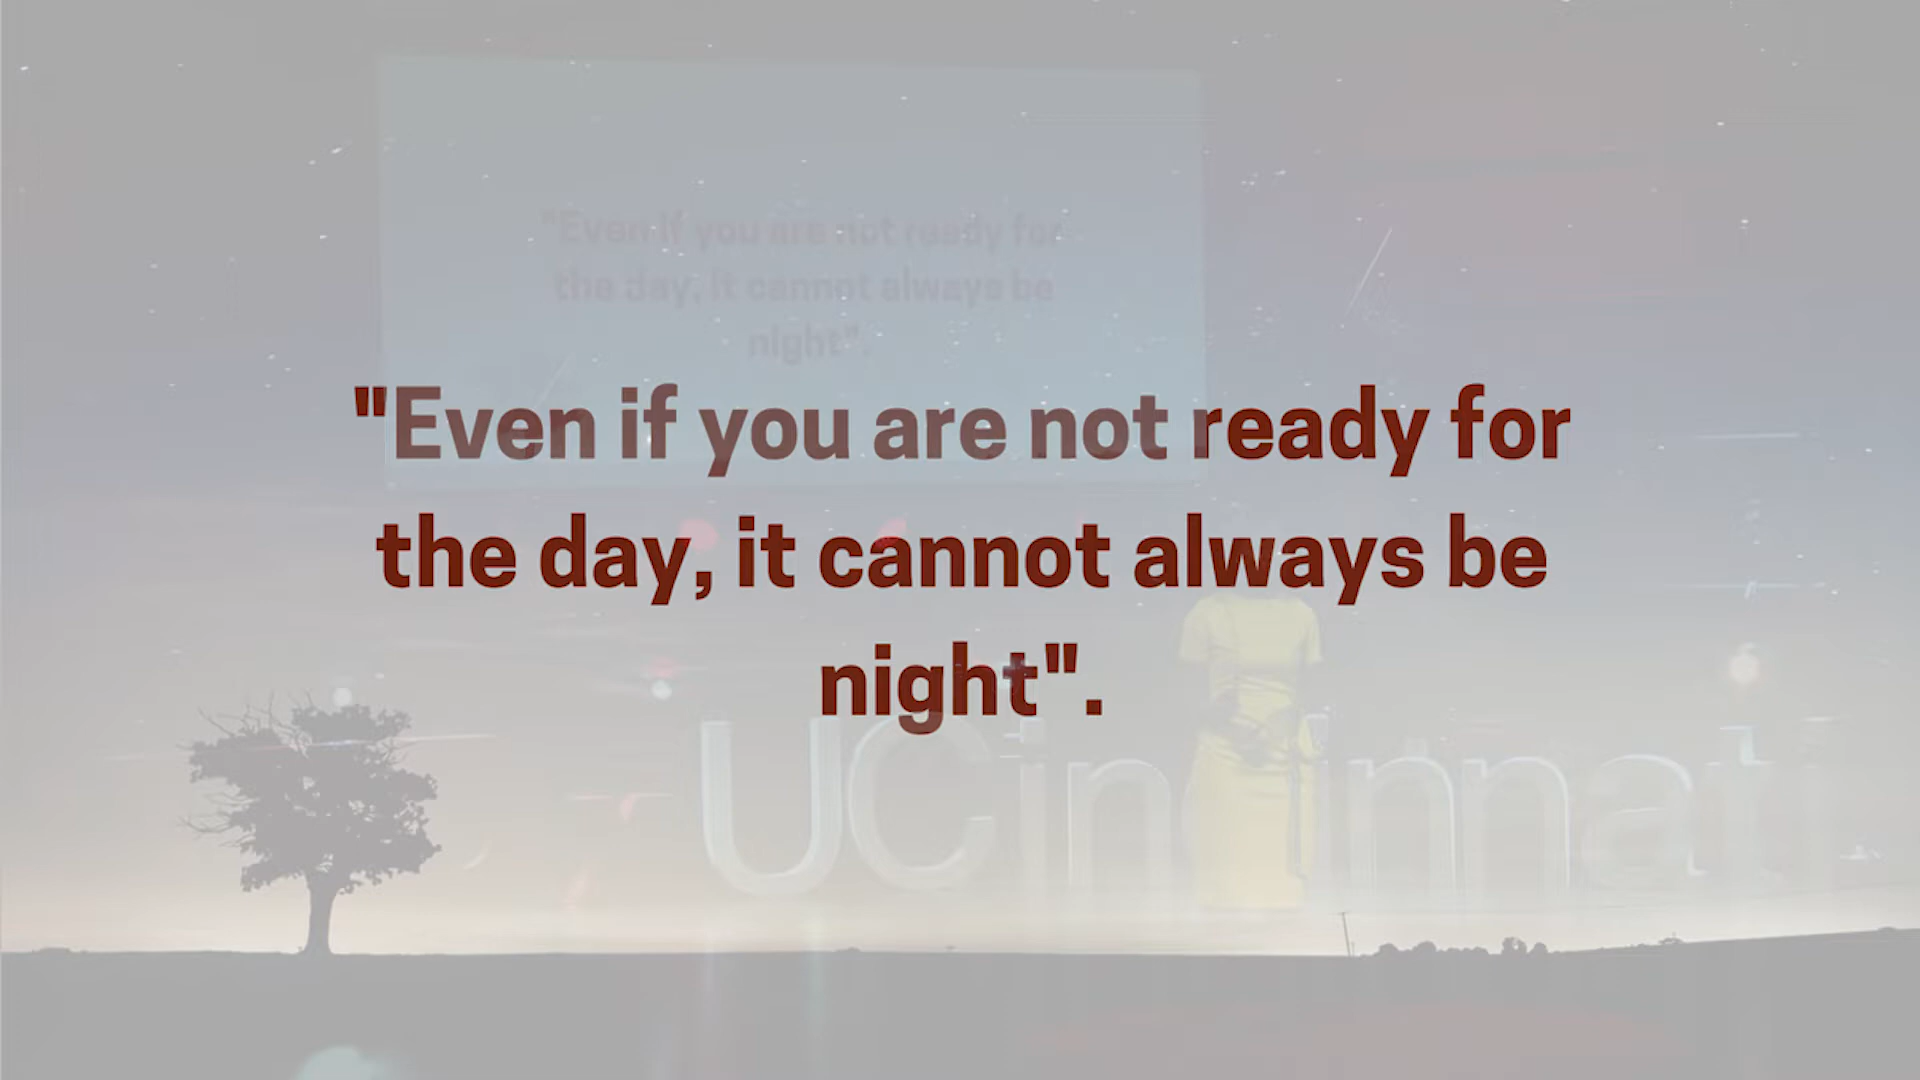 "Even if you are not ready for
the day, it cannot always be
night".
"Even if you are not ready for
the day, it cannot always be
night".
UCincinnati